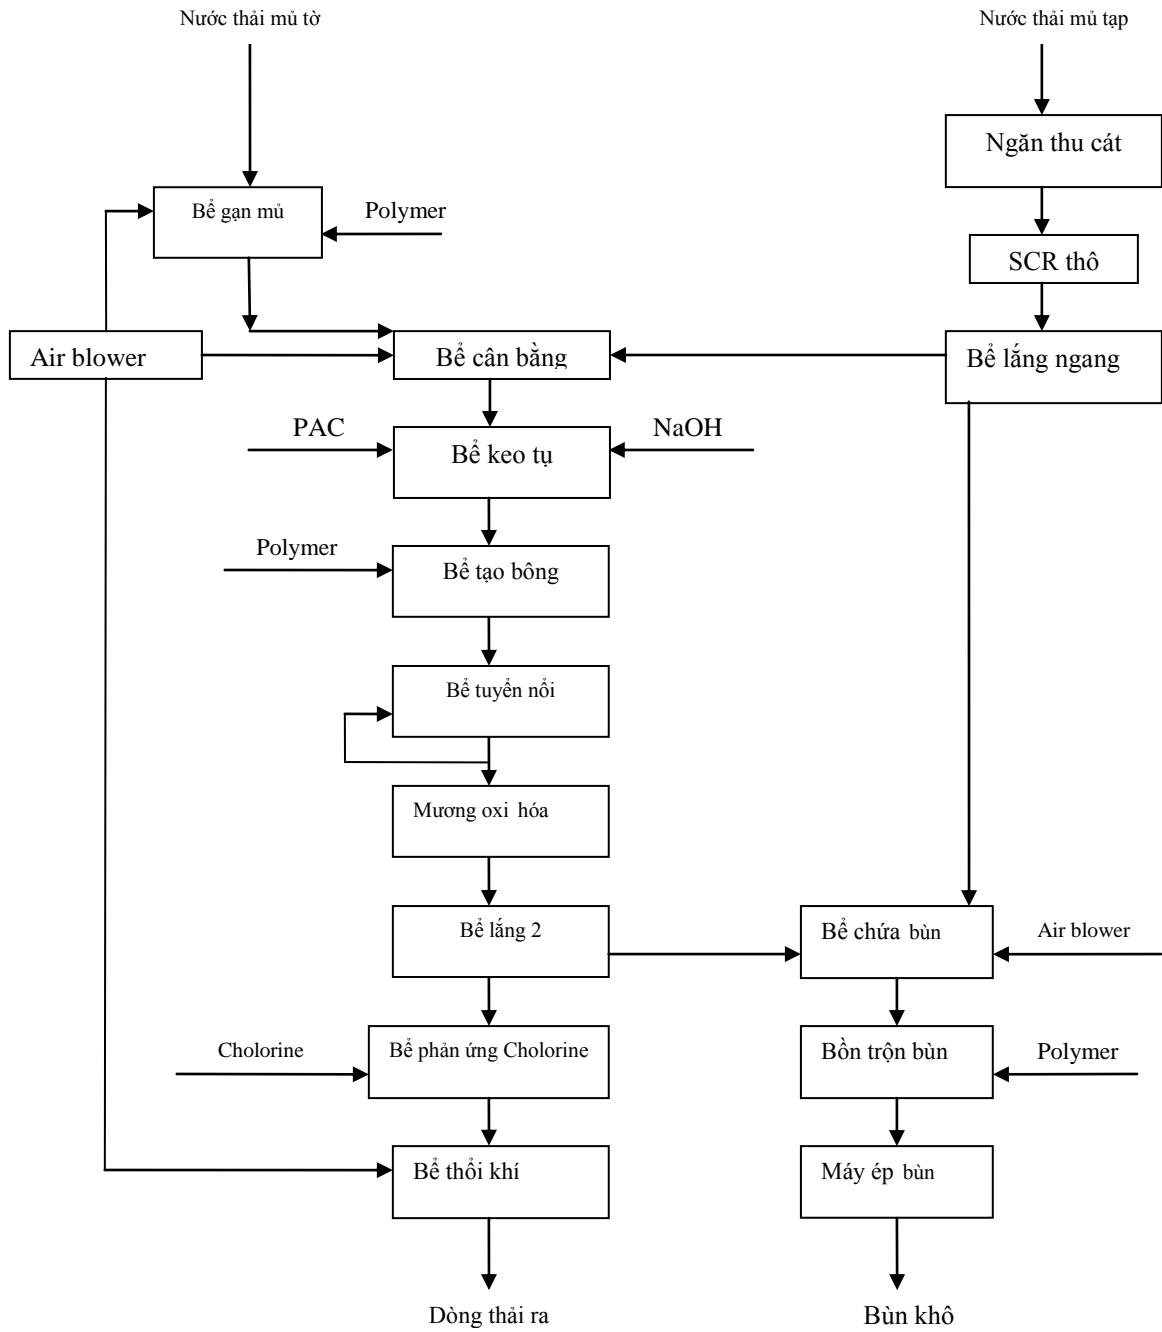 Nước thải mủ tờ
Nước thải mủ tạp
Ngăn thu cát
Bể gạn mủ
Polymer
SCR thô
Air blower
Bể cân bằng
Bể lắng ngang
PAC
NaOH
Bể keo tụ
Polymer
Bể tạo bông
Bể tuyển nổi
Mương oxi hóa
Bể lắng 2
Bể chứa bùn
Air blower
Cholorine
Bể phản ứng Cholorine
Bồn trộn bùn
Polymer
Bể thổi khí
Máy ép bùn
Dòng thải ra
Bùn khô